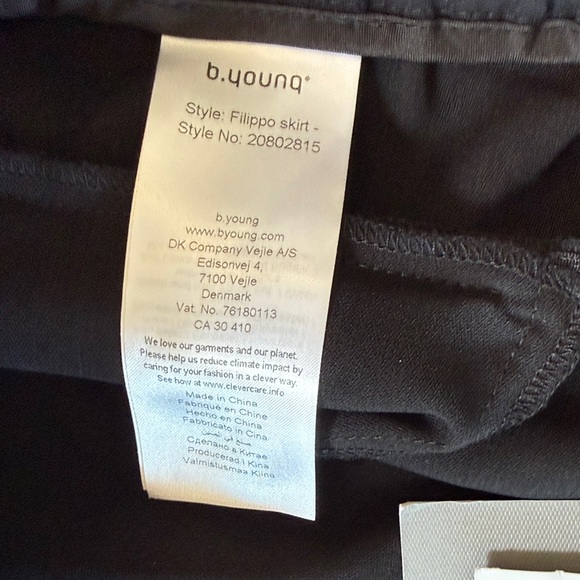 b.young®
Style: Filippo skirt -
Style No: 20802815
b.young
www.byoung.com
DK Company Vejle A/S
Edisonvej 4,
7100 Vejle
Denmark
Vat. No. 76180113
CA 30 410
We love our garments and our planet.
Please help us reduce climate impact by
caring for your fashion in a clever way.
See how at www.clevercare.info
Made in China
Fabriqué en Chine
Hecho en China
Fabbricato in Cina
صنع في الصين
Сделано в Китае
Producerad i Kina
Valmistusmaa Kiina